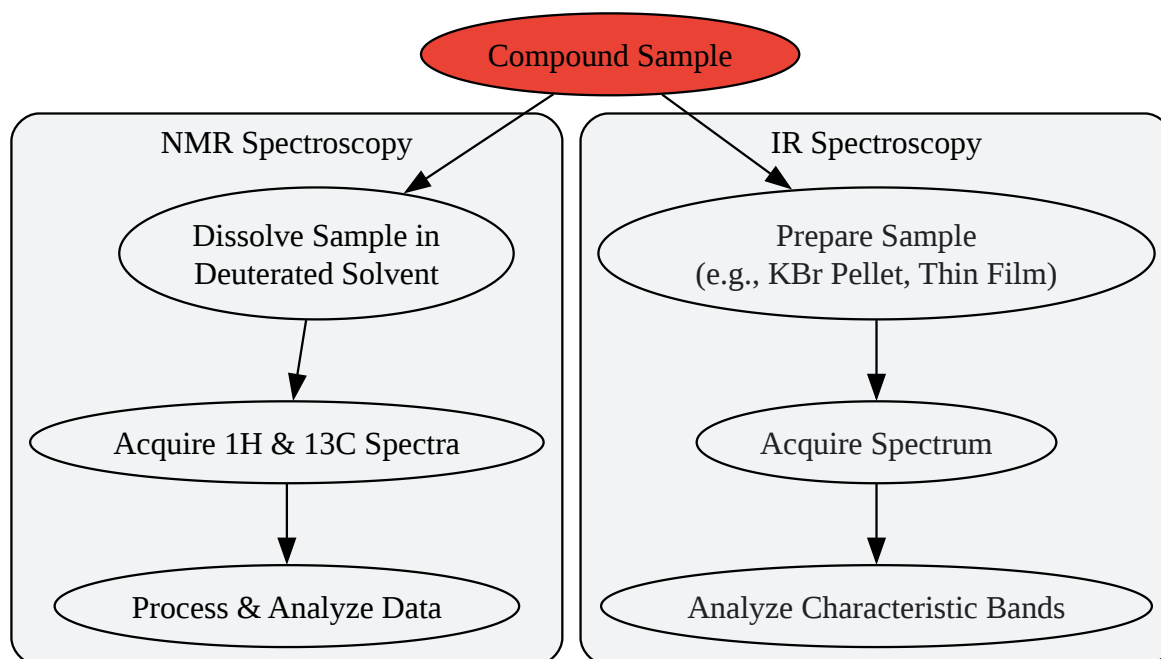 Compound Sample
NMR Spectroscopy
Dissolve Sample in
Deuterated Solvent
Acquire 1H & 13C Spectra
Process & Analyze Data
IR Spectroscopy
Prepare Sample
(e.g., KBr Pellet, Thin Film)
Acquire Spectrum
Analyze Characteristic Bands